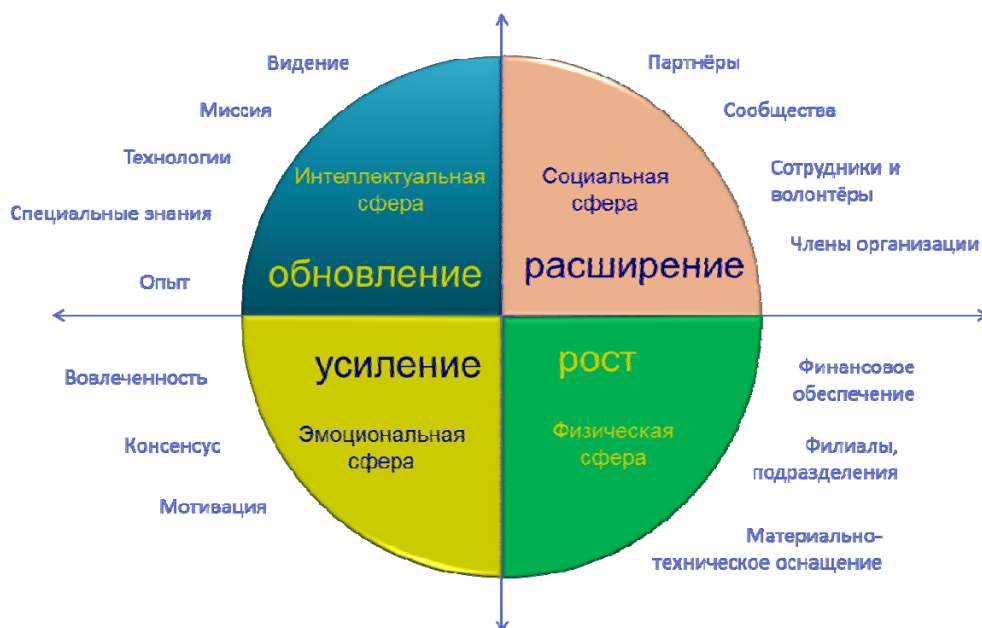 Видение
Миссия
Технологии
Специальные знания
Опыт
Интеллектуальная
сфера
обновление
Партнёры
Сообщества
Сотрудники и
волонтёры
Члены организации
Социальная
сфера
расширение
Вовлеченность
Консенсус
Мотивация
усиление
Эмоциональная
сфера
рост
Физическая
сфера
Финансовое
обеспечение
Филиалы,
подразделения
Материально-
техническое оснащение